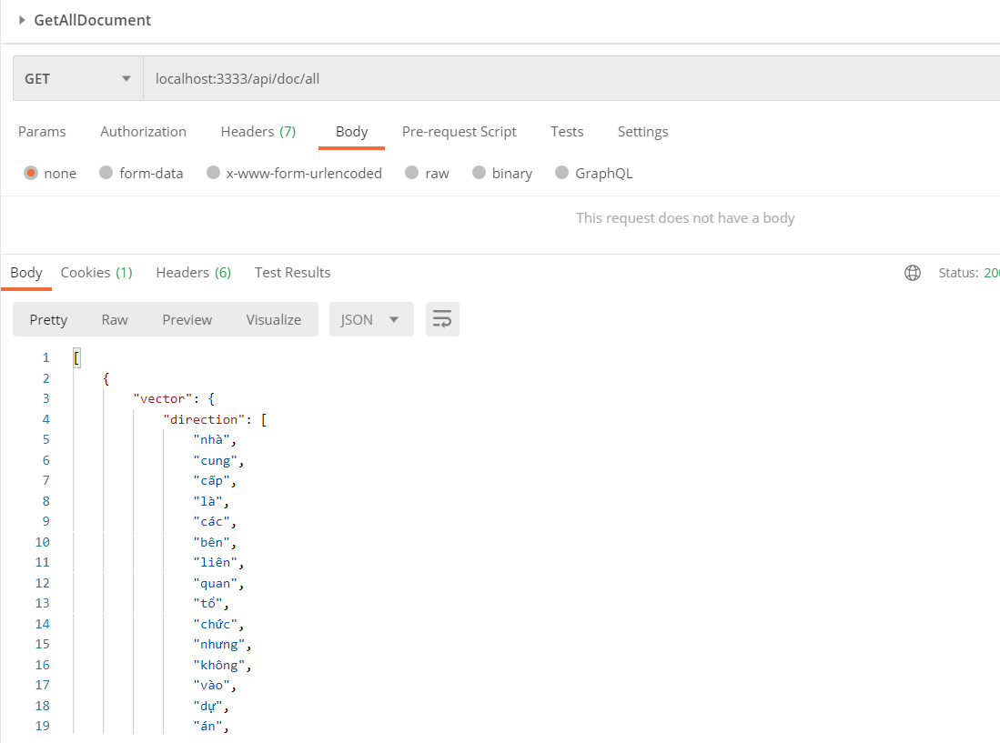 GetAllDocument
GET localhost:3333/api/doc/all
Params Authorization Headers (7) Body Pre-request Script Tests Settings
none form-data x-www-form-urlencoded raw binary GraphQL
This request does not have a body
Body Cookies (1) Headers (6) Test Results Status: 200
Pretty Raw Preview Visualize JSON
1 [
2 {
3 "vector": {
4 "direction": [
5 "nhà",
6 "cung",
7 "cấp",
8 "là",
9 "các",
10 "bên",
11 "liên",
12 "quan",
13 "tổ",
14 "chức",
15 "nhưng",
16 "không",
17 "vào",
18 "dự",
19 "án",